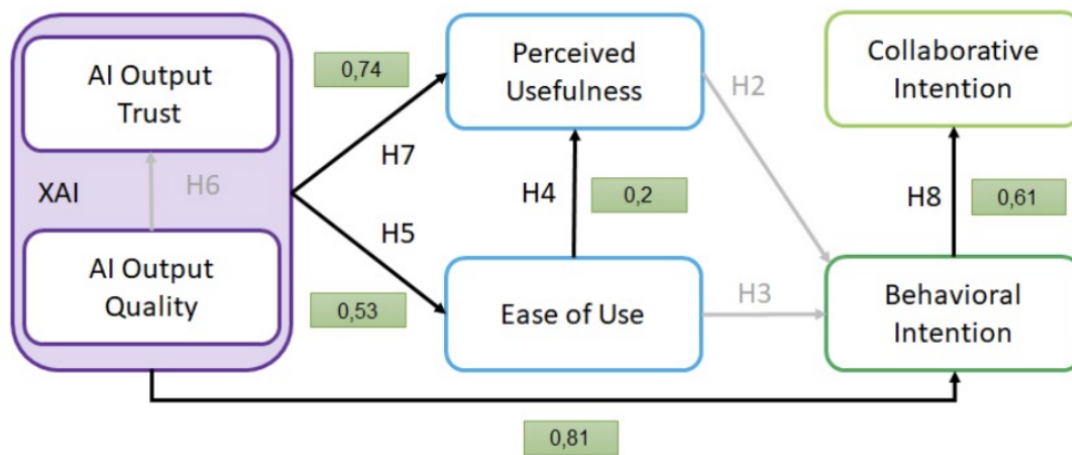 AI Output
Trust
XAI
H6
AI Output
Quality
0,74
H7
H5
0,53
Perceived
Usefulness
H4
0,2
Ease of Use
H2
H3
Collaborative
Intention
H8
0,61
Behavioral
Intention
0,81